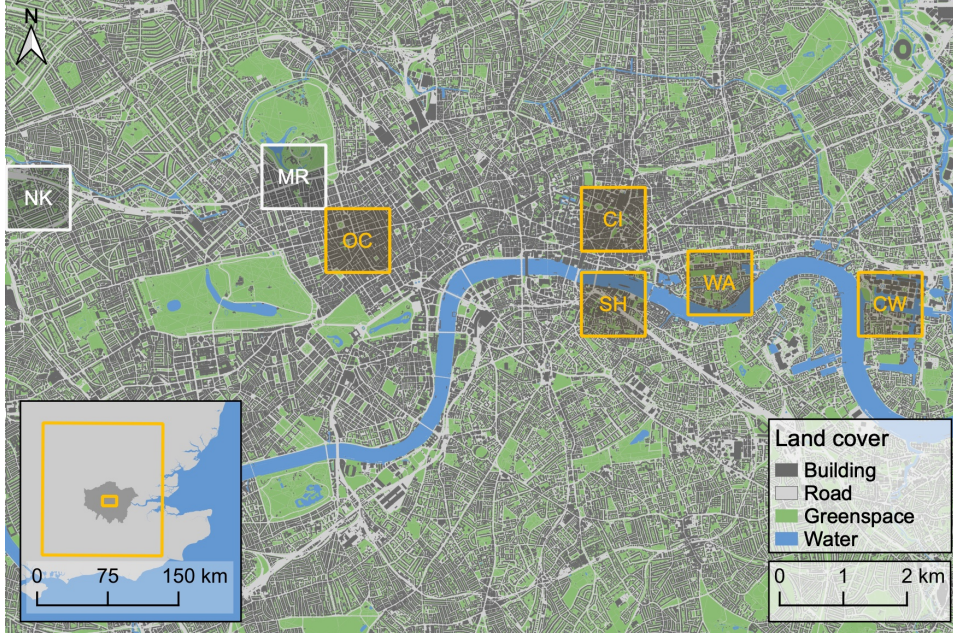 N
NK
MR
OC
CI
SH
WA
CW
Land cover
Building
Road
Greenspace
Water
0 75 150 km
0 1 2 km